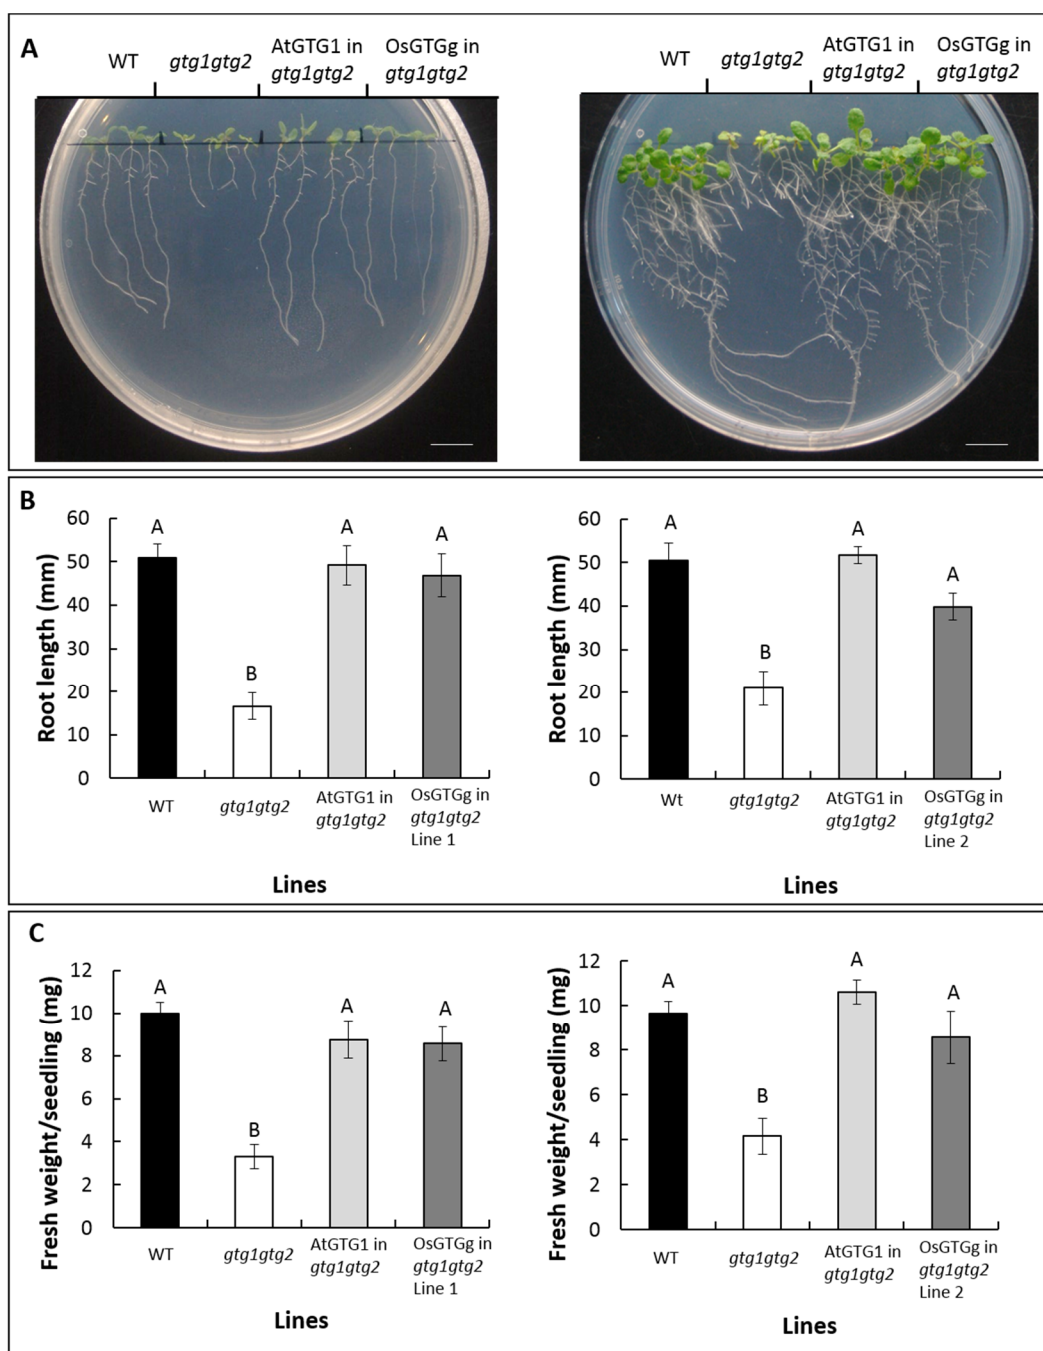 A
WT
gtg1gtg2
AtGTG1 in
gtg1gtg2
OsGTGg in
gtg1gtg2
WT
gtg1gtg2
AtGTG1 in
gtg1gtg2
OsGTGg in
gtg1gtg2
B
Root length (mm)
60
50
40
30
20
10
0
A
B
A
A
WT
gtg1gtg2
AtGTG1 in
gtg1gtg2
OsGTGg in
gtg1gtg2
Line 1
Lines
Root length (mm)
60
50
40
30
20
10
0
A
B
A
A
Wt
gtg1gtg2
AtGTG1 in
gtg1gtg2
OsGTGg in
gtg1gtg2
Line 2
Lines
C
Fresh weight/seedling (mg)
12
10
8
6
4
2
0
A
B
A
A
WT
gtg1gtg2
AtGTG1 in
gtg1gtg2
OsGTGg in
gtg1gtg2
Line 1
Lines
Fresh weight/seedling (mg)
12
10
8
6
4
2
0
A
B
A
A
WT
gtg1gtg2
AtGTG1 in
gtg1gtg2
OsGTGg in
gtg1gtg2
Line 2
Lines